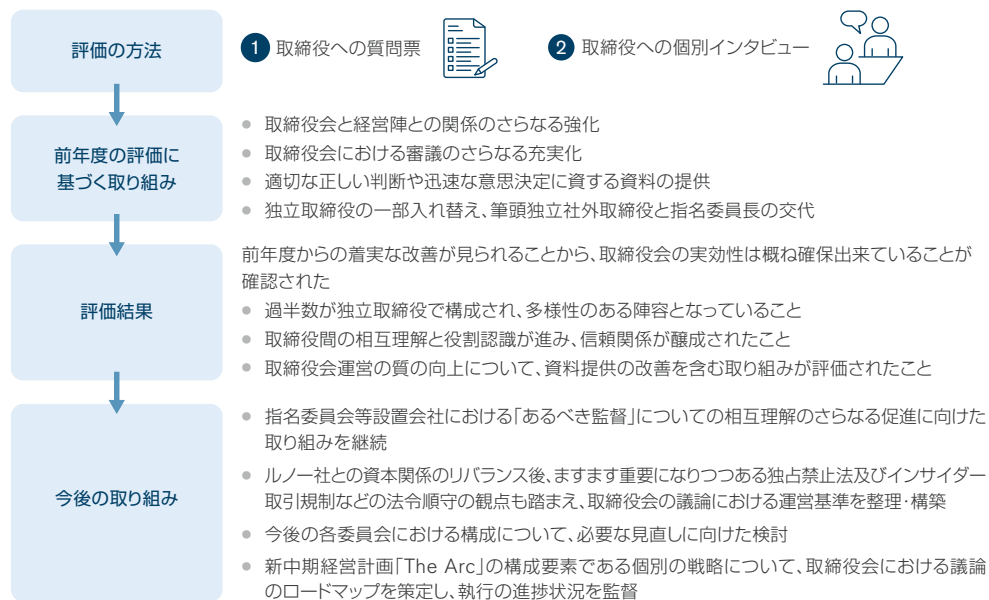 評価の方法
1 取締役への質問票
2 取締役への個別インタビュー
前年度の評価に
基づく取り組み
● 取締役会と経営陣との関係のさらなる強化
● 取締役会における審議のさらなる充実化
● 適切な正しい判断や迅速な意思決定に資する資料の提供
● 独立取締役の一部入れ替え、筆頭独立社外取締役と指名委員長の交代
評価結果
前年度からの着実な改善が見られることから、取締役会の実効性は概ね確保出来ていることが
確認された
● 過半数が独立取締役で構成され、多様性のある陣容となっていること
● 取締役間の相互理解と役割認識が進み、信頼関係が醸成されたこと
● 取締役会運営の質の向上について、資料提供の改善を含む取り組みが評価されたこと
今後の取り組み
● 指名委員会等設置会社における「あるべき監督」についての相互理解のさらなる促進に向けた
取り組みを継続
● ルノー社との資本関係のリバランス後、ますます重要になりつつある独占禁止法及びインサイダー
取引規制などの法令順守の観点も踏まえ、取締役会の議論における運営基準を整理・構築
● 今後の各委員会における構成について、必要な見直しに向けた検討
● 新中期経営計画「The Arc」の構成要素である個別の戦略について、取締役会における議論
のロードマップを策定し、執行の進捗状況を監督